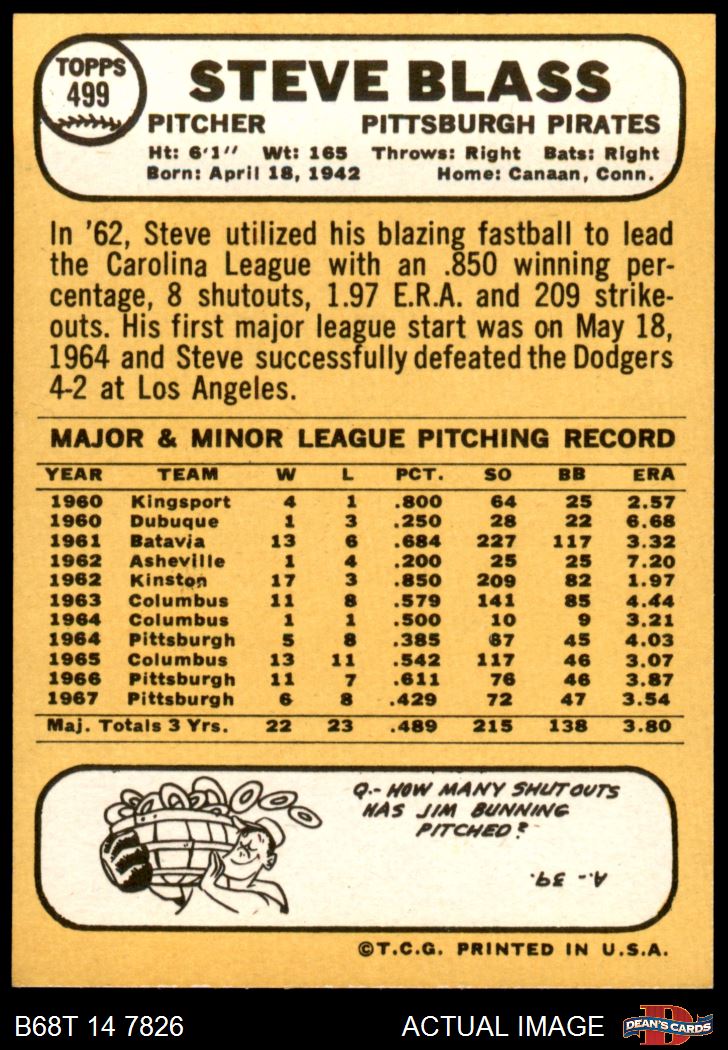 TOPPS
499
STEVE BLASS
PITCHER PITTSBURGH PIRATES
Ht: 6'1" Wt: 165 Throws: Right Bats: Right
Born: April 18, 1942 Home: Canaan, Conn.
In '62, Steve utilized his blazing fastball to lead
the Carolina League with an .850 winning per-
centage, 8 shutouts, 1.97 E.R.A. and 209 strike-
outs. His first major league start was on May 18,
1964 and Steve successfully defeated the Dodgers
4-2 at Los Angeles.
MAJOR & MINOR LEAGUE PITCHING RECORD
YEAR TEAM W L PCT. SO BB ERA
1960 Kingsport 4 1 .800 64 25 2.57
1960 Dubuque 1 3 .250 28 22 6.68
1961 Batavia 13 6 .684 227 117 3.32
1962 Asheville 1 4 .200 25 25 7.20
1962 Kinston 17 3 .850 209 82 1.97
1963 Columbus 11 8 .579 141 85 4.44
1964 Columbus 1 1 .500 10 9 3.21
1964 Pittsburgh 5 8 .385 67 45 4.03
1965 Columbus 13 11 .542 117 46 3.07
1966 Pittsburgh 11 7 .611 76 46 3.87
1967 Pittsburgh 6 8 .429 72 47 3.54
Maj. Totals 3 Yrs. 22 23 .489 215 138 3.80
Q.- HOW MANY SHUTOUTS
HAS JIM BUNNING
PITCHED?
A.- 39.
©T.C.G. PRINTED IN U.S.A.
B68T 14 7826 ACTUAL IMAGE
D
DEAN'S CARDS